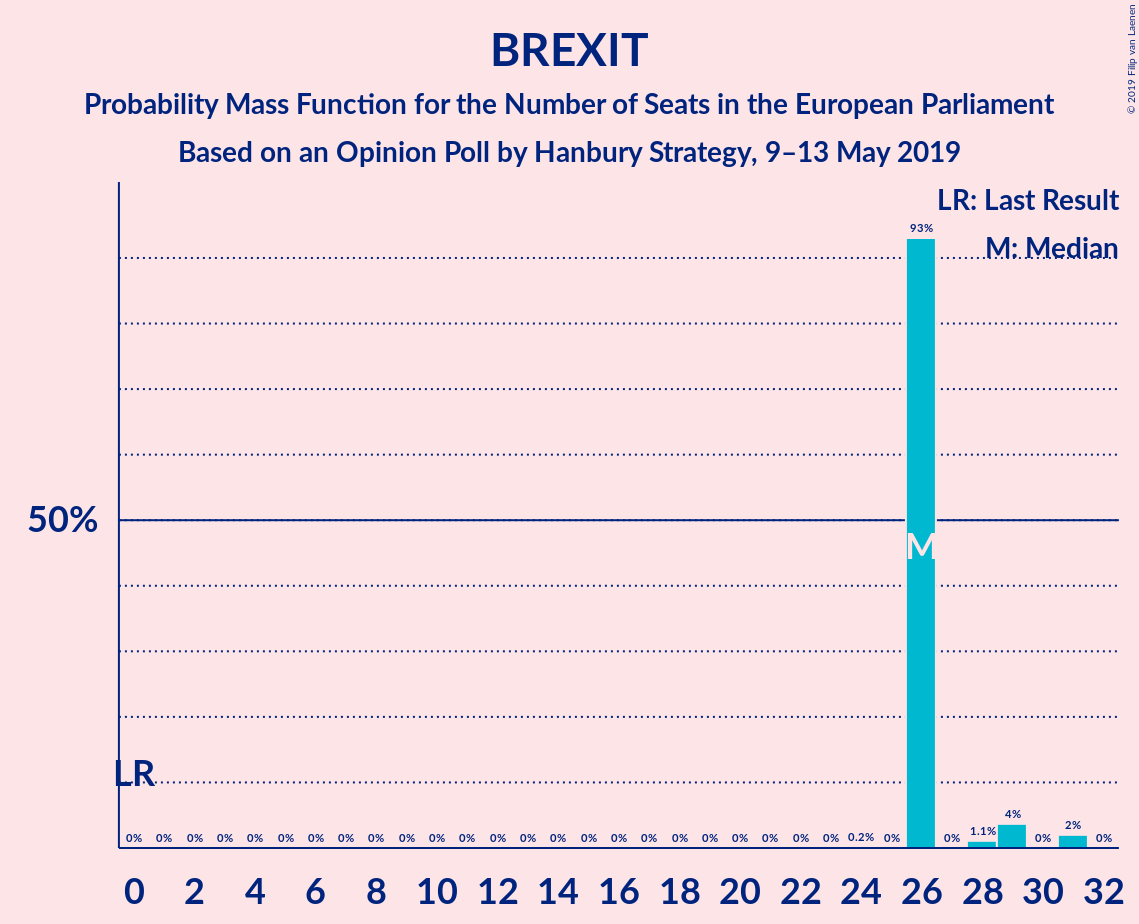 BREXIT
Probability Mass Function for the Number of Seats in the European Parliament
Based on an Opinion Poll by Hanbury Strategy, 9–13 May 2019
© 2019 Filip van Laenen
LR: Last Result
M: Median
93%
50%
M
LR
0% 0% 0% 0% 0% 0% 0% 0% 0% 0% 0% 0% 0% 0% 0% 0% 0% 0% 0% 0% 0% 0% 0% 0% 0.2% 0% 0% 1.1% 4% 0% 2% 0%
0 2 4 6 8 10 12 14 16 18 20 22 24 26 28 30 32